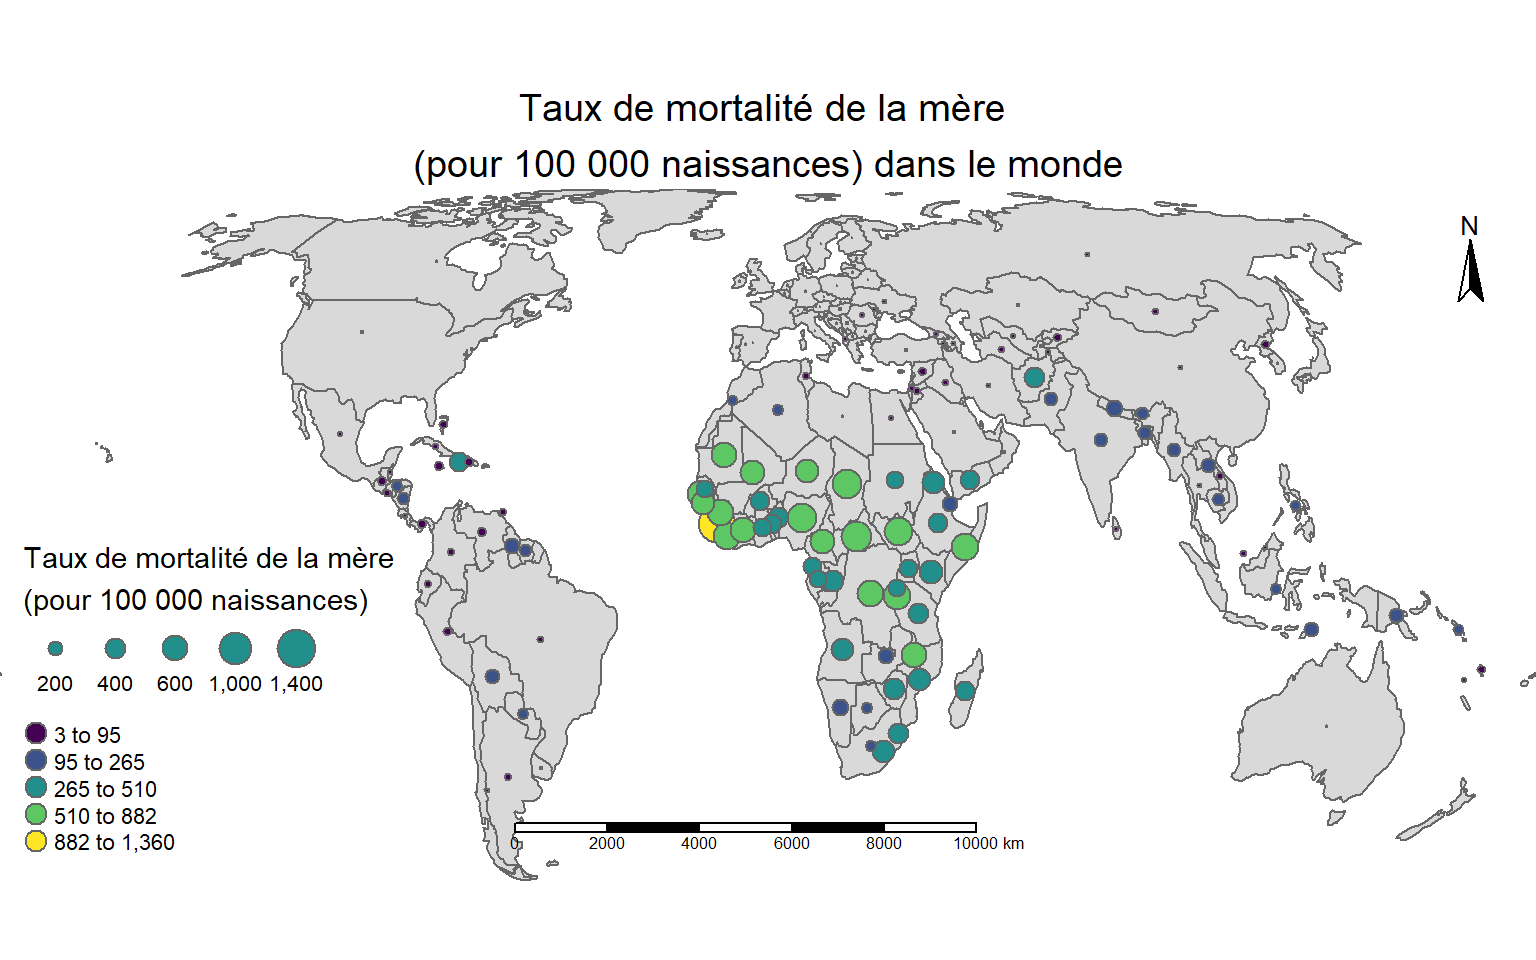 Taux de mortalité de la mère
(pour 100 000 naissances) dans le monde
N
Taux de mortalité de la mère
(pour 100 000 naissances)
200 400 600 1,000 1,400
3 to 95
95 to 265
265 to 510
510 to 882
882 to 1,360
0 2000 4000 6000 8000 10000 km